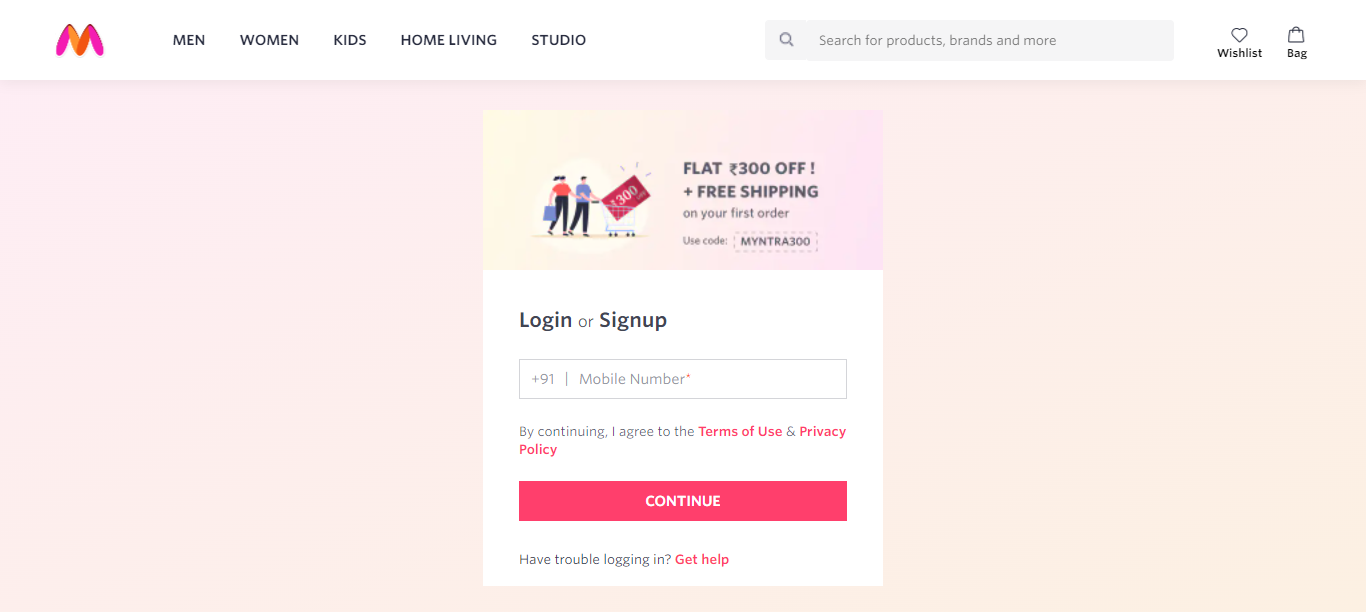 MEN WOMEN KIDS HOME LIVING STUDIO Search for products, brands and more Wishlist Bag
FLAT ₹300 OFF !
+ FREE SHIPPING
on your first order
Use code: MYNTRA300
₹300
Login or Signup
+91 | Mobile Number*
By continuing, I agree to the Terms of Use & Privacy
Policy
CONTINUE
Have trouble logging in? Get help